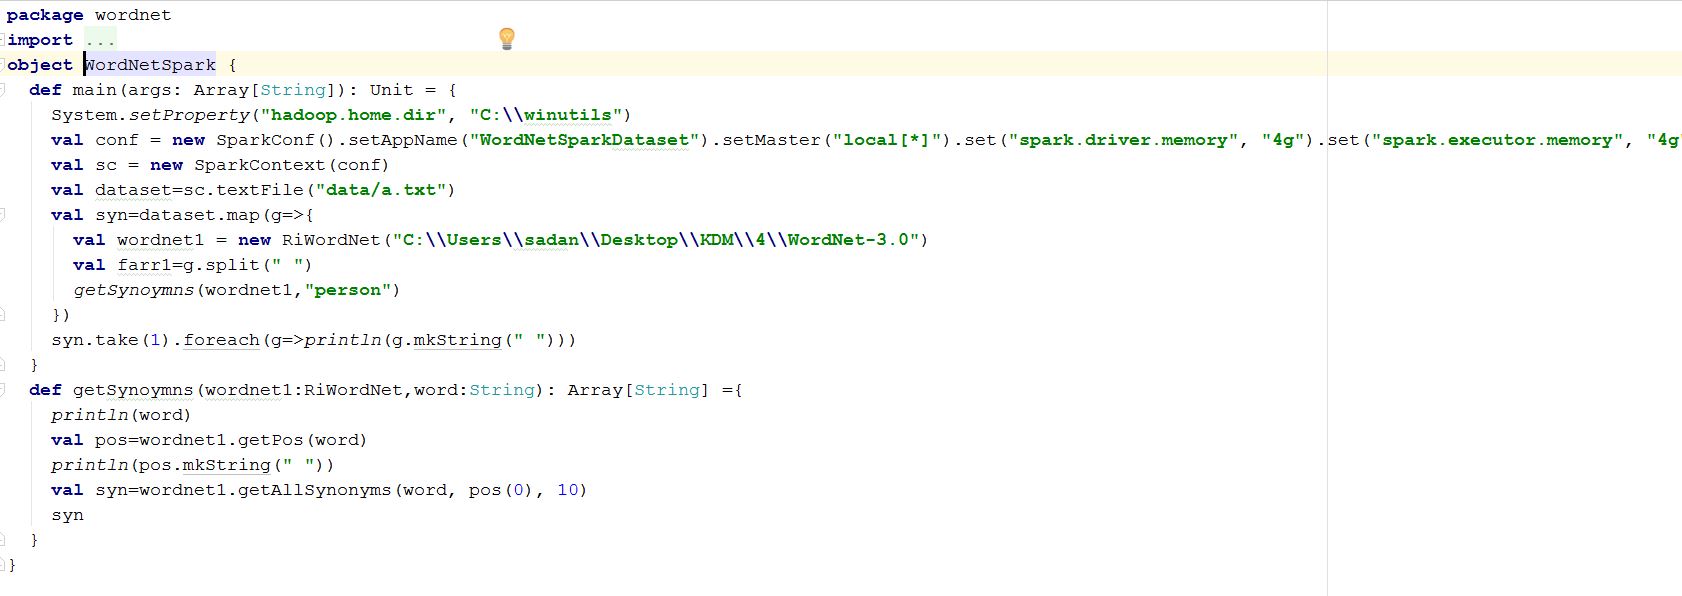 package wordnet
import ...
object WordNetSpark {
  def main(args: Array[String]): Unit = {
    System.setProperty("hadoop.home.dir", "C:\\winutils")
    val conf = new SparkConf().setAppName("WordNetSparkDataset").setMaster("local[*]").set("spark.driver.memory", "4g").set("spark.executor.memory", "4g
    val sc = new SparkContext(conf)
    val dataset=sc.textFile("data/a.txt")
    val syn=dataset.map(g=>{
      val wordnet1 = new RiWordNet("C:\\Users\\sadan\\Desktop\\KDM\\4\\WordNet-3.0")
      val farr1=g.split(" ")
      getSynoymns(wordnet1,"person")
    })
    syn.take(1).foreach(g=>println(g.mkString(" ")))
  }
  def getSynoymns(wordnet1:RiWordNet,word:String): Array[String] ={
    println(word)
    val pos=wordnet1.getPos(word)
    println(pos.mkString(" "))
    val syn=wordnet1.getAllSynonyms(word, pos(0), 10)
    syn
  }
}